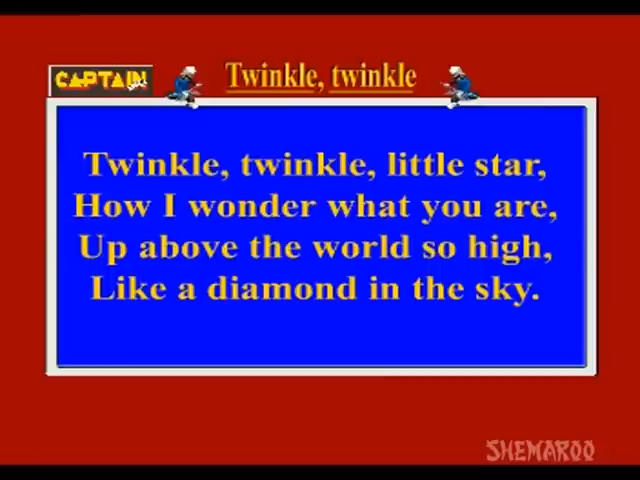 CAPTAIN
Twinkle, twinkle
Twinkle, twinkle, little star,
How I wonder what you are,
Up above the world so high,
Like a diamond in the sky.
SHEMAROO